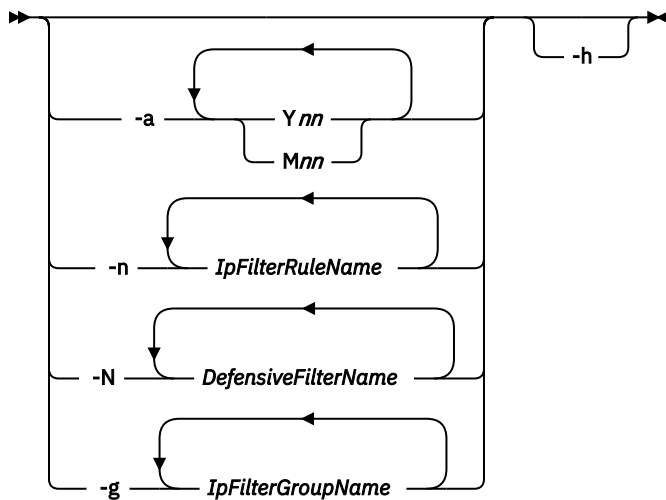 -h
-a Ynn
Mnn
-n IpFilterRuleName
-N DefensiveFilterName
-g IpFilterGroupName